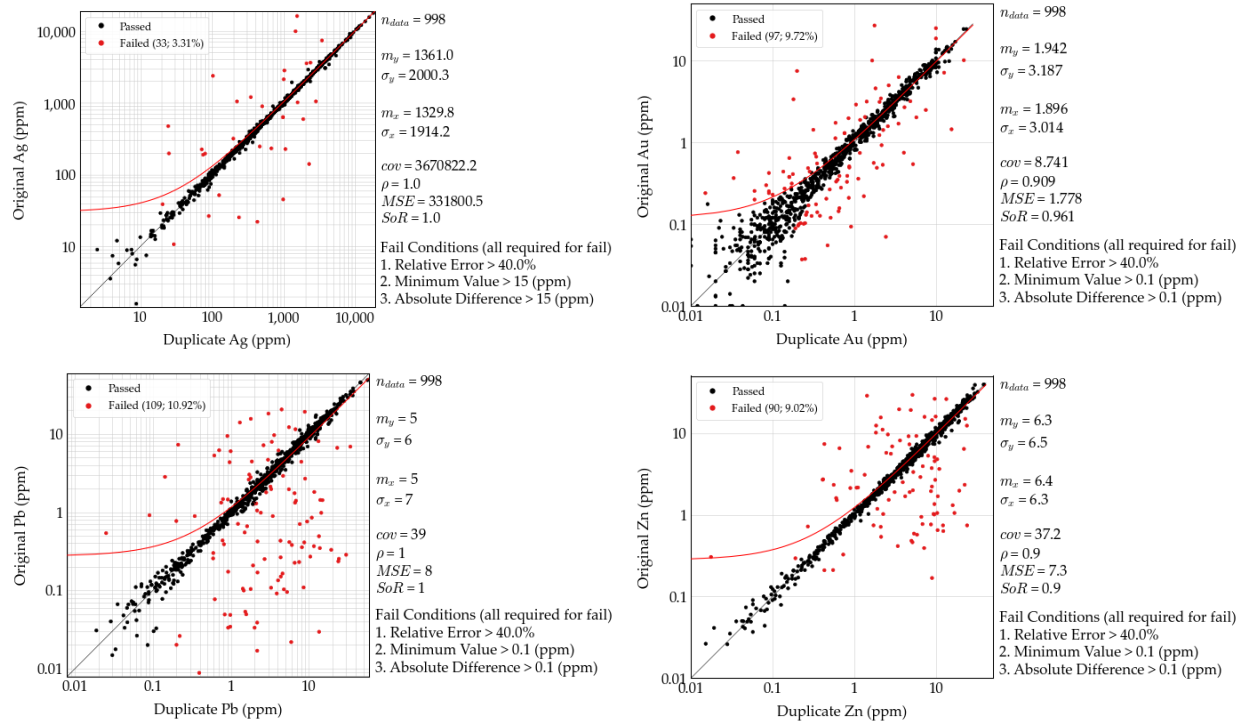 Passed
Failed (33; 3.31%)
10,000
1,000
100
10
Original Ag (ppm)
10
100
1,000
10,000
Duplicate Ag (ppm)
n_data = 998
m_y = 1361.0
σ_y = 2000.3
m_x = 1329.8
σ_x = 1914.2
cov = 3670822.2
ρ = 1.0
MSE = 331800.5
SoR = 1.0
Fail Conditions (all required for fail)
1. Relative Error > 40.0%
2. Minimum Value > 15 (ppm)
3. Absolute Difference > 15 (ppm)
Passed
Failed (97; 9.72%)
10
1
0.1
0.01
Original Au (ppm)
0.01
0.1
1
10
Duplicate Au (ppm)
n_data = 998
m_y = 1.942
σ_y = 3.187
m_x = 1.896
σ_x = 3.014
cov = 8.741
ρ = 0.909
MSE = 1.778
SoR = 0.961
Fail Conditions (all required for fail)
1. Relative Error > 40.0%
2. Minimum Value > 0.1 (ppm)
3. Absolute Difference > 0.1 (ppm)
Passed
Failed (109; 10.92%)
10
1
0.1
0.01
Original Pb (ppm)
0.01
0.1
1
10
Duplicate Pb (ppm)
n_data = 998
m_y = 5
σ_y = 6
m_x = 5
σ_x = 7
cov = 39
ρ = 1
MSE = 8
SoR = 1
Fail Conditions (all required for fail)
1. Relative Error > 40.0%
2. Minimum Value > 0.1 (ppm)
3. Absolute Difference > 0.1 (ppm)
Passed
Failed (90; 9.02%)
10
1
0.1
0.01
Original Zn (ppm)
0.01
0.1
1
10
Duplicate Zn (ppm)
n_data = 998
m_y = 6.3
σ_y = 6.5
m_x = 6.4
σ_x = 6.3
cov = 37.2
ρ = 0.9
MSE = 7.3
SoR = 0.9
Fail Conditions (all required for fail)
1. Relative Error > 40.0%
2. Minimum Value > 0.1 (ppm)
3. Absolute Difference > 0.1 (ppm)